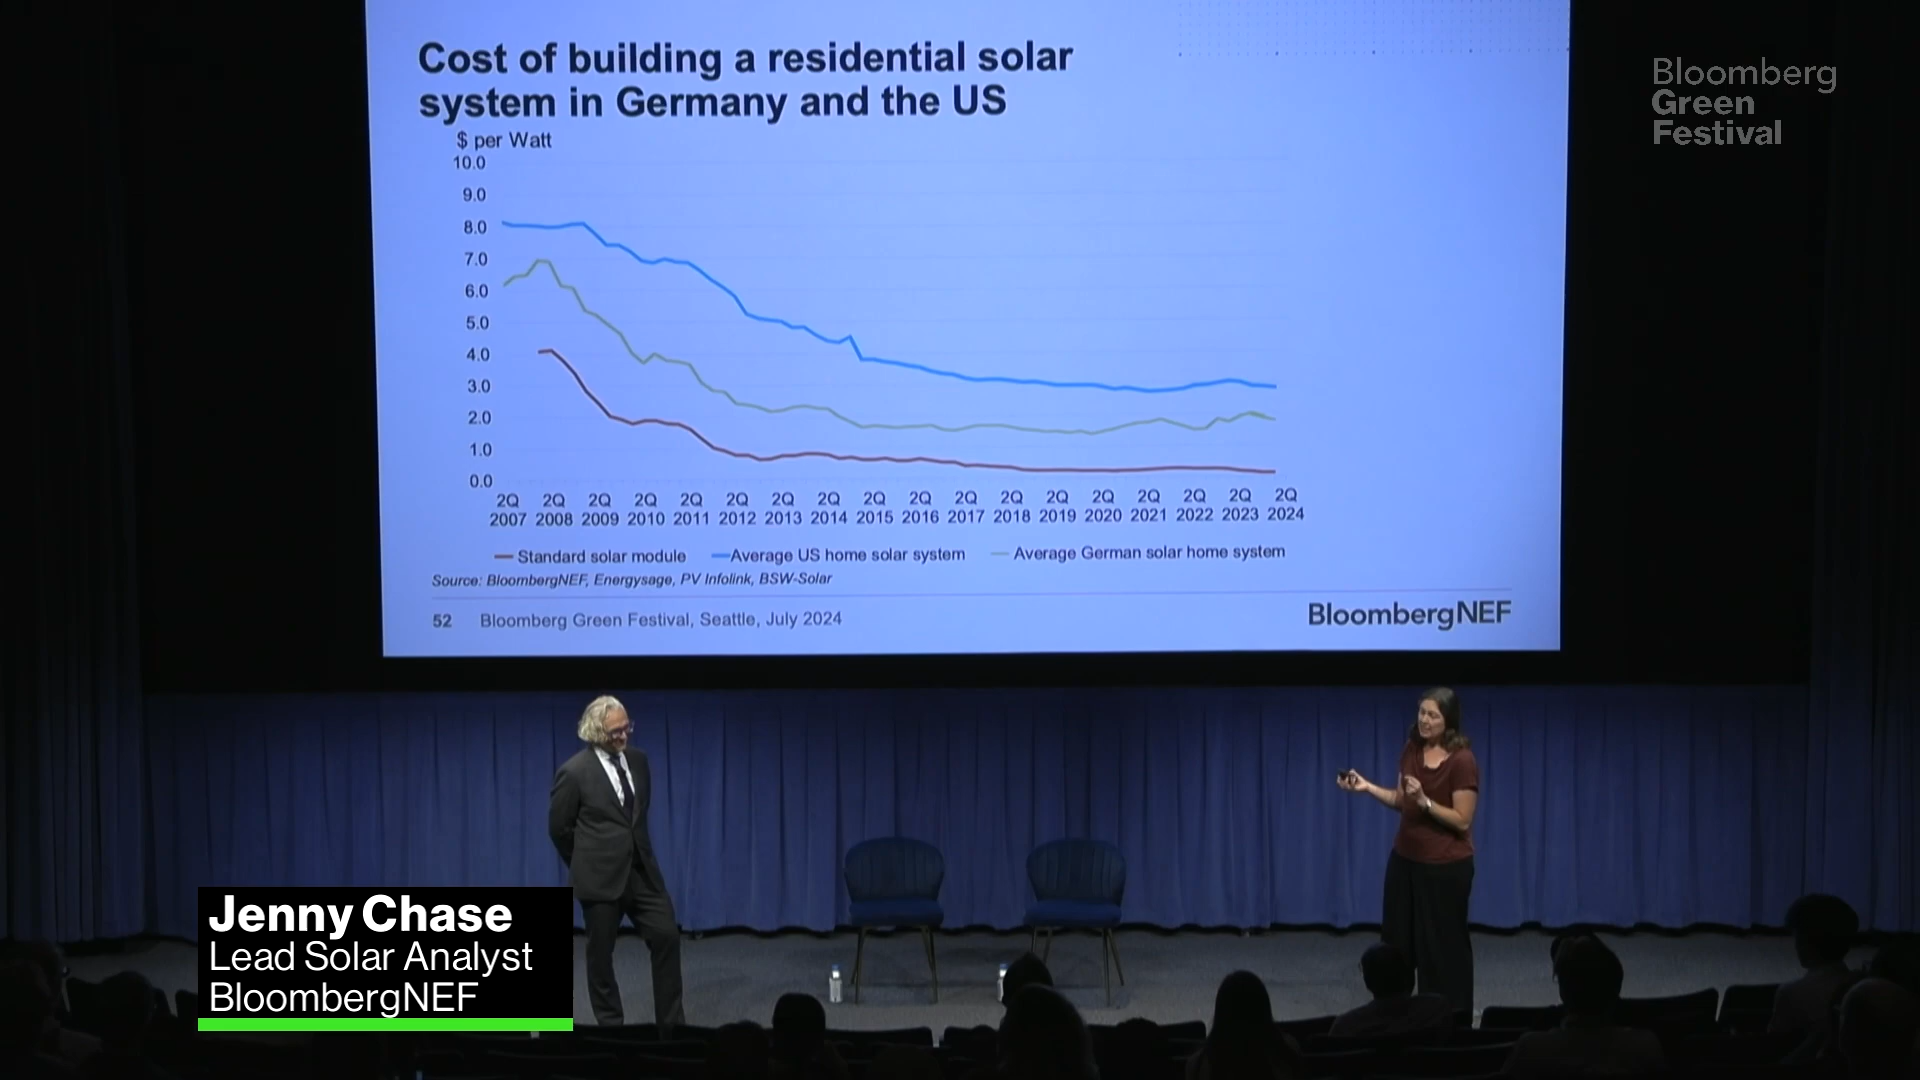 Cost of building a residential solar
system in Germany and the US
$ per Watt
10.0
9.0
8.0
7.0
6.0
5.0
4.0
3.0
2.0
1.0
0.0
2Q 2Q 2Q 2Q 2Q 2Q 2Q 2Q 2Q 2Q 2Q 2Q 2Q 2Q 2Q 2Q 2Q 2Q
2007 2008 2009 2010 2011 2012 2013 2014 2015 2016 2017 2018 2019 2020 2021 2022 2023 2024
Standard solar module Average US home solar system Average German solar home system
Source: BloombergNEF, Energysage, PV Infolink, BSW-Solar
52 Bloomberg Green Festival, Seattle, July 2024
BloombergNEF
Bloomberg
Green
Festival
Jenny Chase
Lead Solar Analyst
BloombergNEF